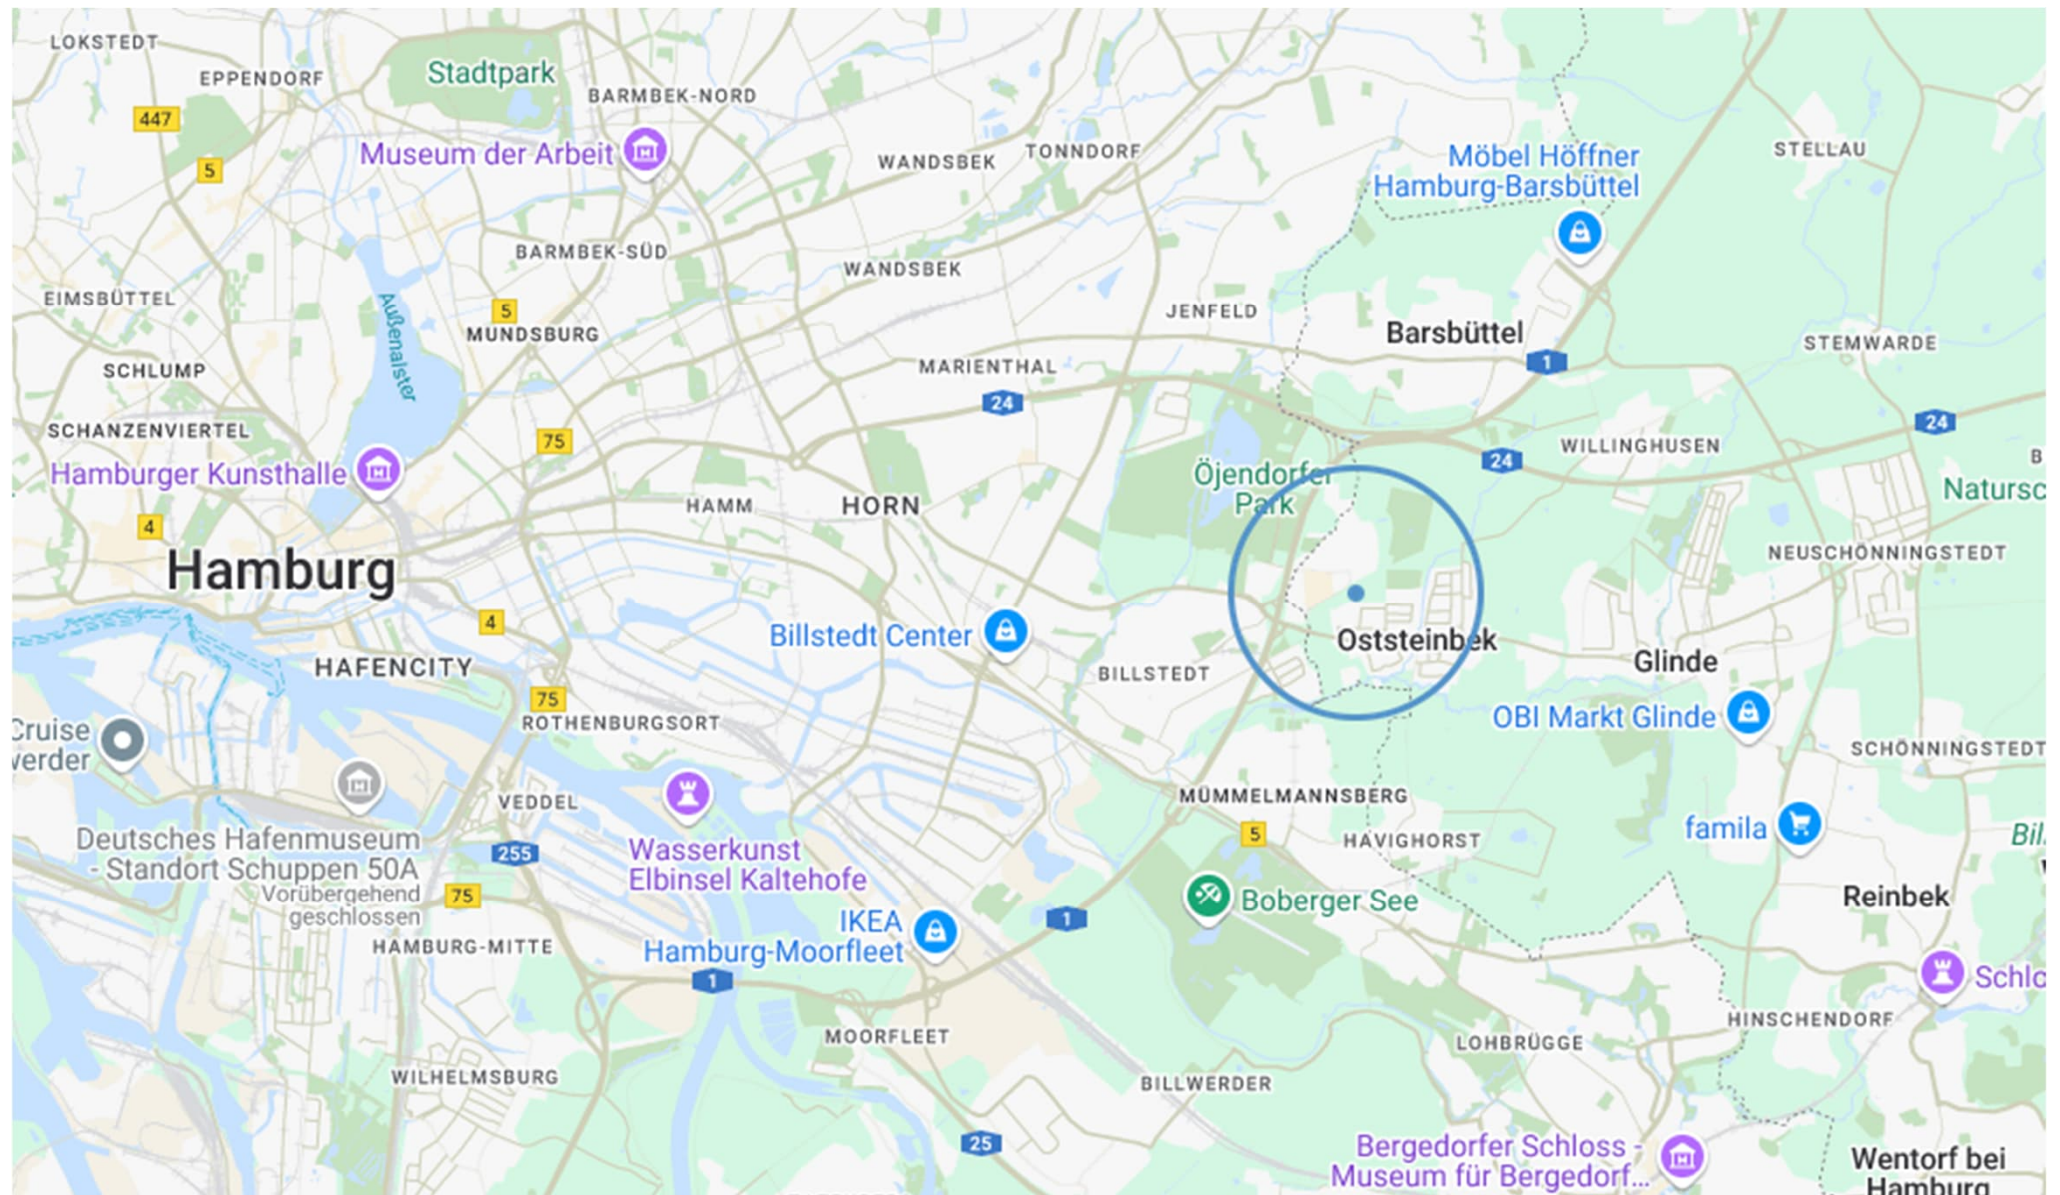 LOKSTEDT
EPPENDORF
Stadtpark
BARMBEK-NORD
447
5
Museum der Arbeit
WANDSBEK
TONNDORF
Möbel Höffner
Hamburg-Barsbüttel
STELLAU
BARMBEK-SÜD
WANDSBEK
EIMSBÜTTEL
Außenalster
5
MUNDSBURG
JENFELD
Barsbüttel
STEMWARDE
SCHLUMP
MARIENTHAL
1
24
24
SCHANZENVIERTEL
75
WILLINGHUSEN
24
Hamburger Kunsthalle
Öjendorfer
Park
B
Natursc
HAMM
HORN
4
Hamburg
NEUSCHÖNNINGSTEDT
4
Billstedt Center
Oststeinbek
Glinde
HAFENCITY
BILLSTEDT
75
ROTHENBURGSORT
OBI Markt Glinde
Cruise
werder
SCHÖNNINGSTEDT
VEDDEL
MÜMMELMANNSBERG
5
HAVIGHORST
famila
Bil
Deutsches Hafenmuseum
- Standort Schuppen 50A
Vorübergehend
geschlossen
255
75
Wasserkunst
Elbinsel Kaltehofe
Boberger See
Reinbek
IKEA
Hamburg-Moorfleet
1
HAMBURG-MITTE
1
Schlo
MOORFLEET
HINSCHENDORF
LOHBRÜGGE
WILHELMSBURG
BILLWERDER
25
Bergedorfer Schloss -
Museum für Bergedorf...
Wentorf bei
Hamburg